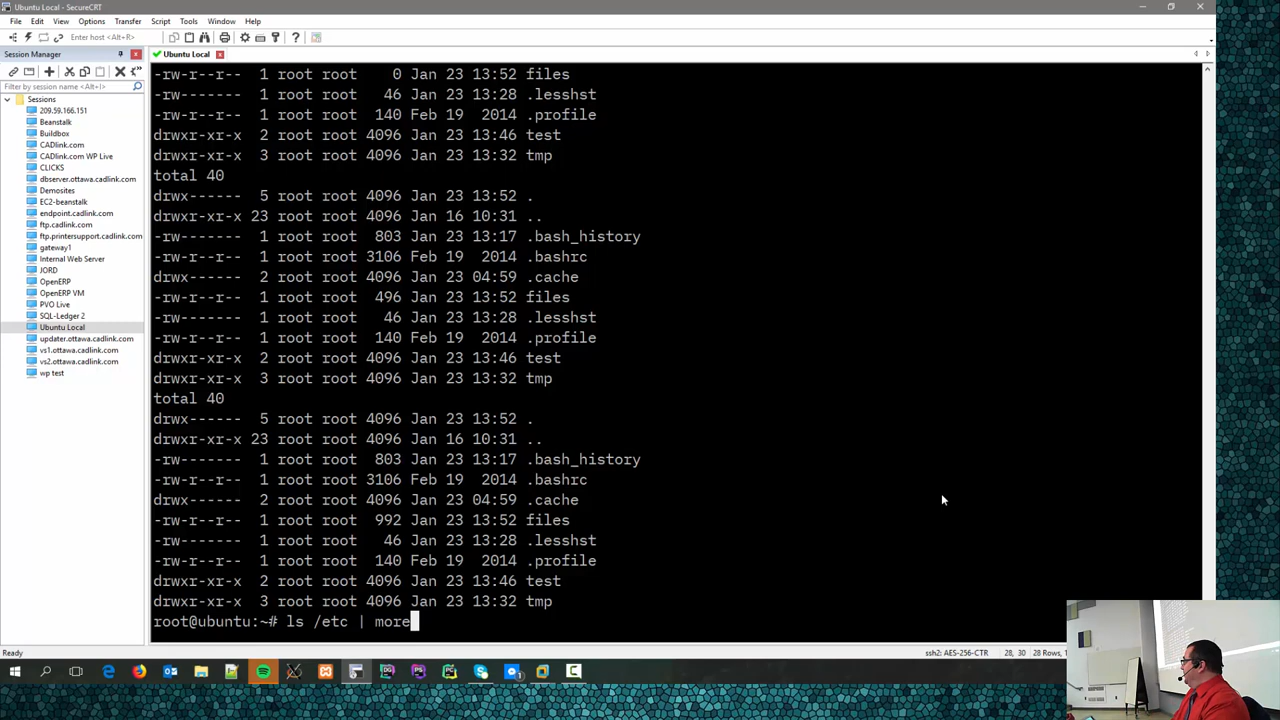 Ubuntu Local - SecureCRT
File Edit View Options Transfer Script Tools Window Help
Enter host <Alt+R>
Session Manager
Ubuntu Local
Filter by session name <Alt+I>
Sessions
209.59.166.151
Beanstalk
Buildbox
CADlink.com
CADlink.com WP Live
CLICKS
dbserver.ottawa.cadlink.com
Demosites
EC2-beanstalk
endpoint.cadlink.com
ftp.cadlink.com
ftp.printersupport.cadlink.com
gateway1
Internal Web Server
JORD
OpenERP
OpenERP VM
PVO Live
SQL-Ledger 2
Ubuntu Local
updater.ottawa.cadlink.com
vs1.ottawa.cadlink.com
vs2.ottawa.cadlink.com
wp test
-rw-r--r-- 1 root root 0 Jan 23 13:52 files
-rw------- 1 root root 46 Jan 23 13:28 .lesshst
-rw-r--r-- 1 root root 140 Feb 19 2014 .profile
drwxr-xr-x 2 root root 4096 Jan 23 13:46 test
drwxr-xr-x 3 root root 4096 Jan 23 13:32 tmp
total 40
drwx------ 5 root root 4096 Jan 23 13:52 .
drwxr-xr-x 23 root root 4096 Jan 16 10:31 ..
-rw------- 1 root root 803 Jan 23 13:17 .bash_history
-rw-r--r-- 1 root root 3106 Feb 19 2014 .bashrc
drwx------ 2 root root 4096 Jan 23 04:59 .cache
-rw-r--r-- 1 root root 496 Jan 23 13:52 files
-rw------- 1 root root 46 Jan 23 13:28 .lesshst
-rw-r--r-- 1 root root 140 Feb 19 2014 .profile
drwxr-xr-x 2 root root 4096 Jan 23 13:46 test
drwxr-xr-x 3 root root 4096 Jan 23 13:32 tmp
total 40
drwx------ 5 root root 4096 Jan 23 13:52 .
drwxr-xr-x 23 root root 4096 Jan 16 10:31 ..
-rw------- 1 root root 803 Jan 23 13:17 .bash_history
-rw-r--r-- 1 root root 3106 Feb 19 2014 .bashrc
drwx------ 2 root root 4096 Jan 23 04:59 .cache
-rw-r--r-- 1 root root 992 Jan 23 13:52 files
-rw------- 1 root root 46 Jan 23 13:28 .lesshst
-rw-r--r-- 1 root root 140 Feb 19 2014 .profile
drwxr-xr-x 2 root root 4096 Jan 23 13:46 test
drwxr-xr-x 3 root root 4096 Jan 23 13:32 tmp
root@ubuntu:~# ls /etc | more
Ready
ssh2: AES-256-CTR 28, 30 28 Rows,